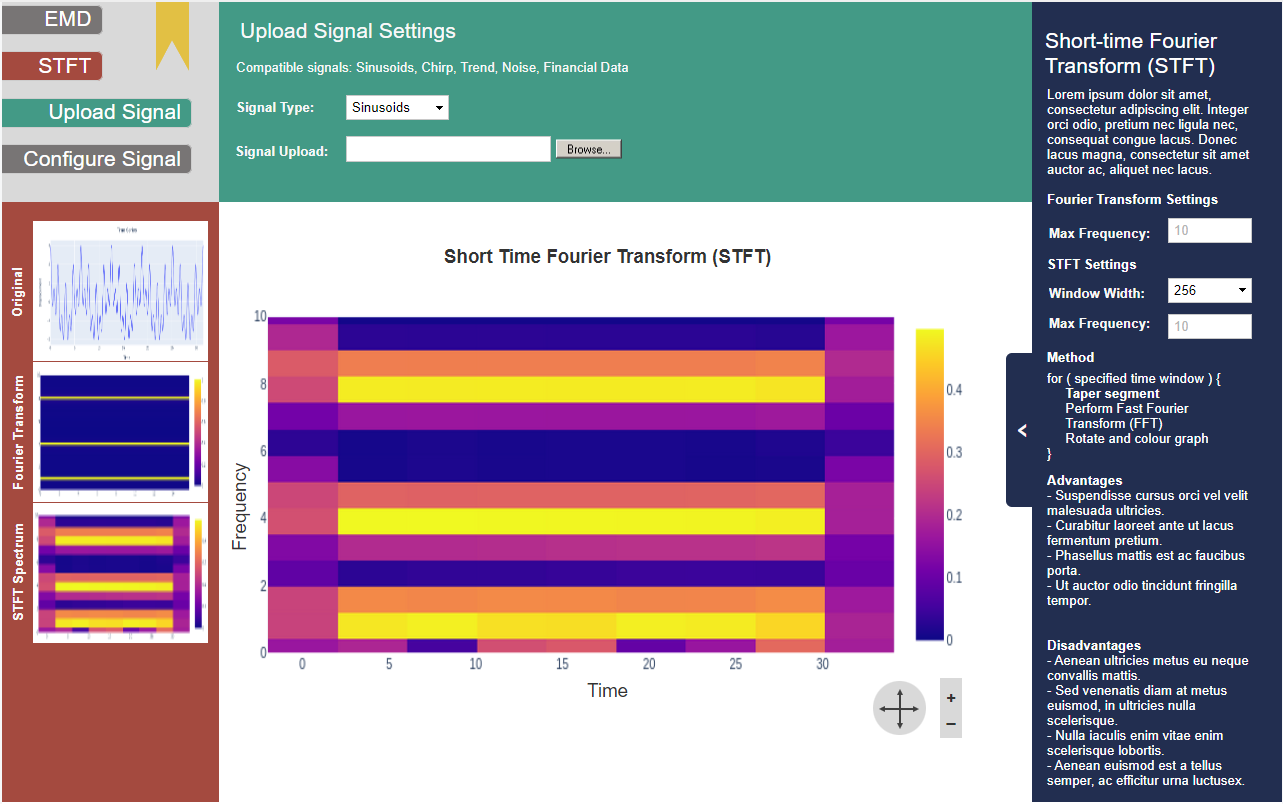 EMD
STFT
Upload Signal
Configure Signal
Upload Signal Settings
Compatible signals: Sinusoids, Chirp, Trend, Noise, Financial Data
Signal Type:
Sinusoids
Signal Upload:
Browse...
Original
Fourier Transform
STFT Spectrum
Short Time Fourier Transform (STFT)
Frequency
10
8
6
4
2
0
0
5
10
15
20
25
30
Time
0.4
0.3
0.2
0.1
0
+
−
<
Short-time Fourier
Transform (STFT)
Lorem ipsum dolor sit amet,
consectetur adipiscing elit. Integer
orci odio, pretium nec ligula nec,
consequat congue lacus. Donec
lacus magna, consectetur sit amet
auctor ac, aliquet nec lacus.
Fourier Transform Settings
Max Frequency:
10
STFT Settings
Window Width:
256
Max Frequency:
10
Method
for ( specified time window ) {
Taper segment
Perform Fast Fourier
Transform (FFT)
Rotate and colour graph
}
Advantages
- Suspendisse cursus orci vel velit
malesuada ultricies.
- Curabitur laoreet ante ut lacus
fermentum pretium.
- Phasellus mattis est ac faucibus
porta.
- Ut auctor odio tincidunt fringilla
tempor.
Disadvantages
- Aenean ultricies metus eu neque
convallis mattis.
- Sed venenatis diam at metus
euismod, in ultricies nulla
scelerisque.
- Nulla iaculis enim vitae enim
scelerisque lobortis.
- Aenean euismod est a tellus
semper, ac efficitur urna luctusex.